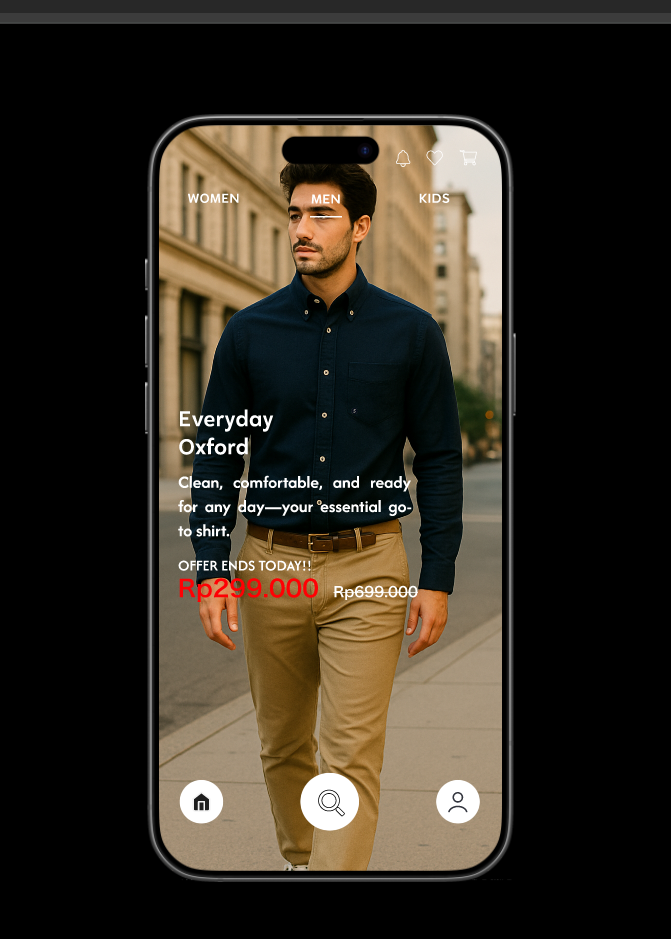 WOMEN MEN KIDS
Everyday
Oxford
Clean, comfortable, and ready
for any day—your essential go-
to shirt.
OFFER ENDS TODAY!!
Rp299.000 Rp699.000